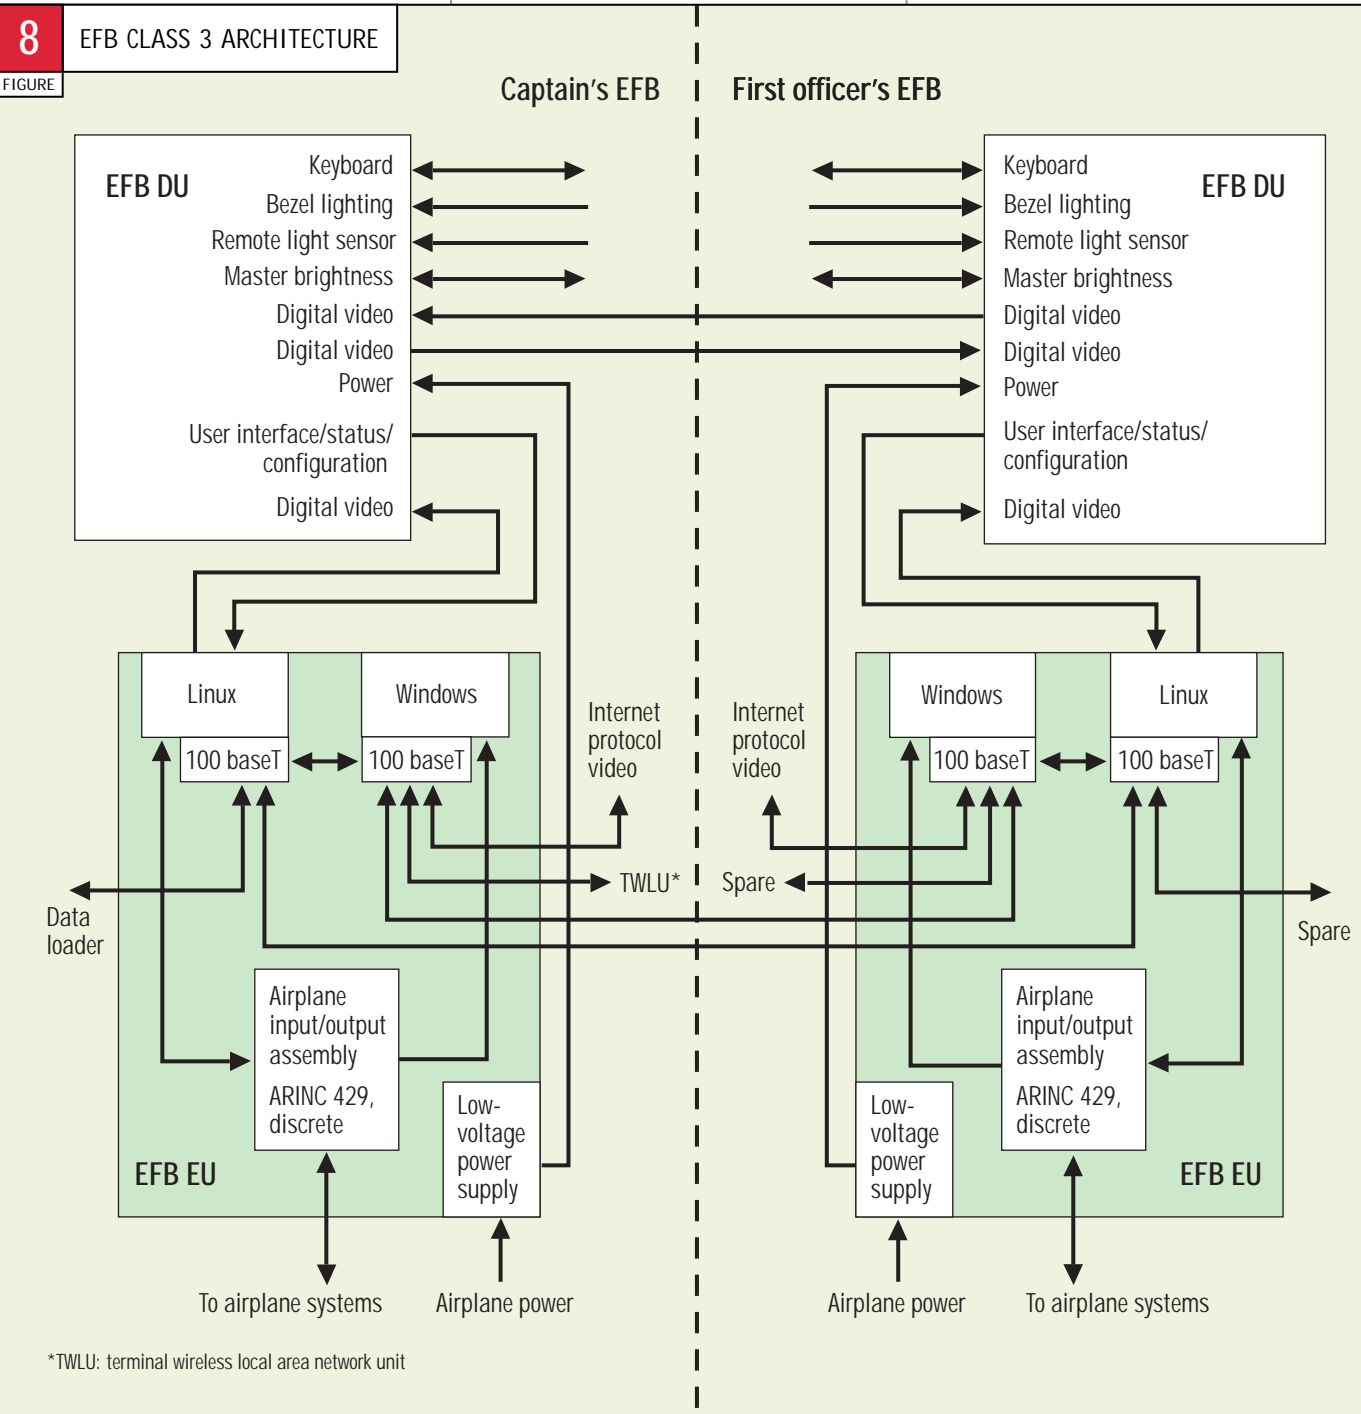 8
EFB CLASS 3 ARCHITECTURE
FIGURE
Captain's EFB
First officer's EFB
EFB DU
Keyboard
Bezel lighting
Remote light sensor
Master brightness
Digital video
Digital video
Power
User interface/status/
configuration
Digital video
EFB DU
Keyboard
Bezel lighting
Remote light sensor
Master brightness
Digital video
Digital video
Power
User interface/status/
configuration
Digital video
Linux
Windows
100 baseT
100 baseT
Internet
protocol
video
TWLU*
Data
loader
Airplane
input/output
assembly
ARINC 429,
discrete
Low-
voltage
power
supply
EFB EU
To airplane systems
Airplane power
Internet
protocol
video
Spare
Windows
Linux
100 baseT
100 baseT
Spare
Airplane
input/output
assembly
ARINC 429,
discrete
Low-
voltage
power
supply
EFB EU
Airplane power
To airplane systems
*TWLU: terminal wireless local area network unit